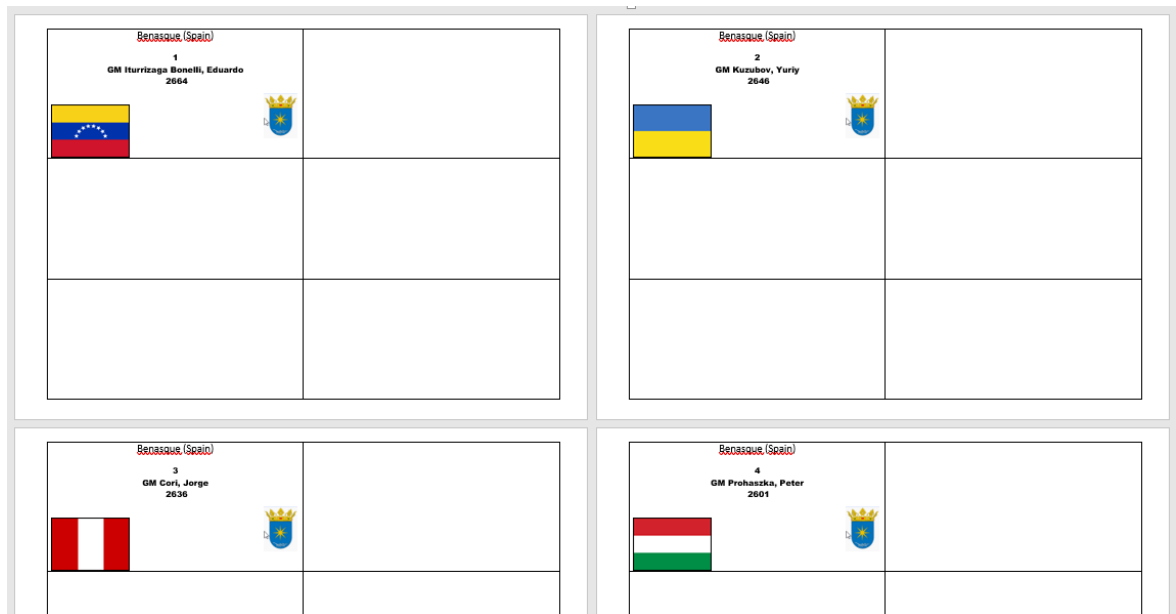 Benasque (Spain)
1
GM Iturrizaga Bonelli, Eduardo
2664
Benasque (Spain)
2
GM Kuzubov, Yuriy
2646
Benasque (Spain)
3
GM Cori, Jorge
2636
Benasque (Spain)
4
GM Prohaszka, Peter
2601